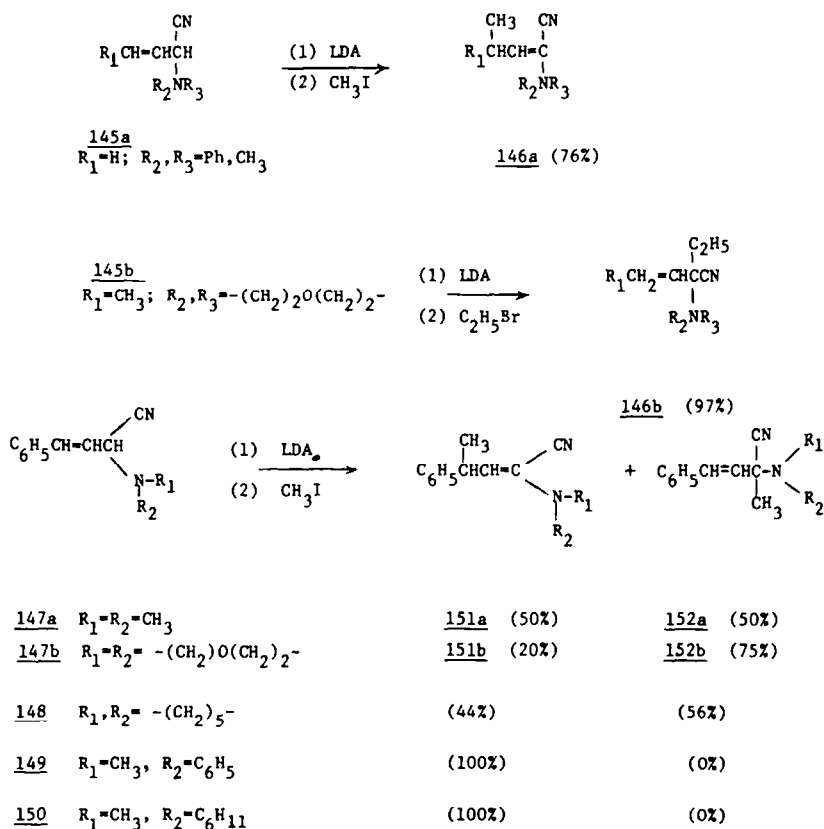 CN CH3 CN
R1CH=CHCH (1) LDA R1CHCH=C
R2NR3 (2) CH3I R2NR3
145a
R1=H; R2,R3=Ph,CH3 146a (76%)
C2H5
145b (1) LDA R1CH2=CHCCN
R1=CH3; R2,R3=-(CH2)2O(CH2)2- (2) C2H5Br R2NR3
146b (97%)
CN CH3 CN CN R1
C6H5CH=CHCH (1) LDA. C6H5CHCH=C + C6H5CH=CHC-N
N-R1 (2) CH3I N-R1 CH3 R2
R2 R2
147a R1=R2=CH3 151a (50%) 152a (50%)
147b R1=R2= -(CH2)O(CH2)2- 151b (20%) 152b (75%)
148 R1,R2= -(CH2)5- (44%) (56%)
149 R1=CH3, R2=C6H5 (100%) (0%)
150 R1=CH3, R2=C6H11 (100%) (0%)